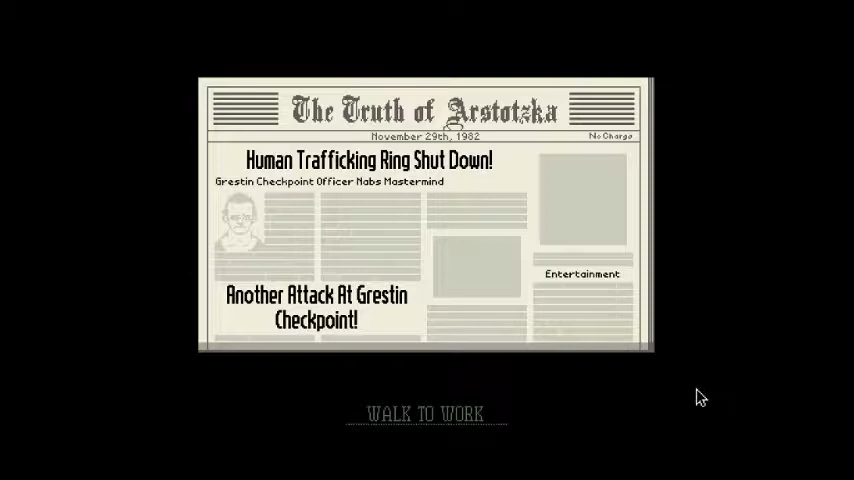 The Truth of Arstotzka
November 29th, 1982
No Charge
Human Trafficking Ring Shut Down!
Grestin Checkpoint Officer Nabs Mastermind
Another Attack At Grestin
Checkpoint!
Entertainment
WALK TO WORK